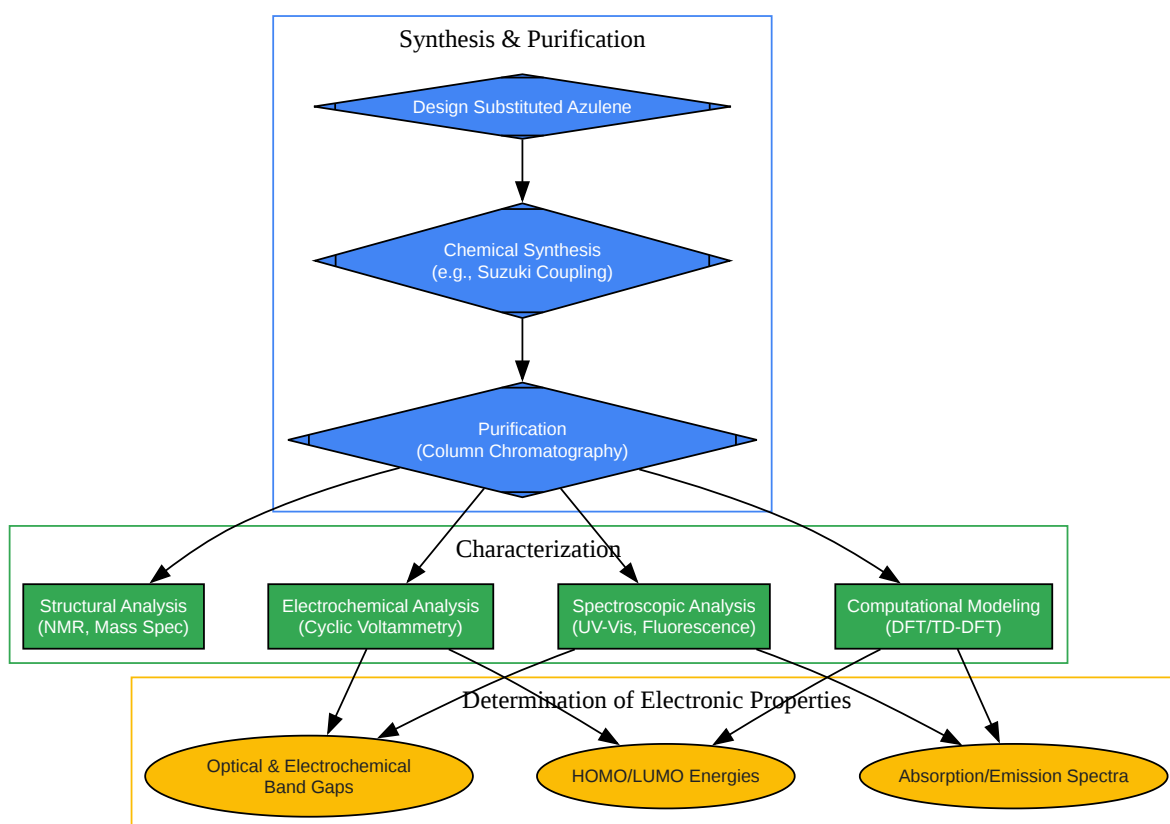 Synthesis & Purification
Design Substituted Azulene
Chemical Synthesis
(e.g., Suzuki Coupling)
Purification
(Column Chromatography)
Characterization
Structural Analysis
(NMR, Mass Spec)
Electrochemical Analysis
(Cyclic Voltammetry)
Spectroscopic Analysis
(UV-Vis, Fluorescence)
Computational Modeling
(DFT/TD-DFT)
Determination of Electronic Properties
Optical & Electrochemical
Band Gaps
HOMO/LUMO Energies
Absorption/Emission Spectra